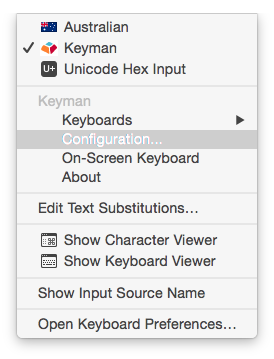 Australian
Keyman
U+ Unicode Hex Input
Keyman
Keyboards
Configuration...
On-Screen Keyboard
About
Edit Text Substitutions...
Show Character Viewer
Show Keyboard Viewer
Show Input Source Name
Open Keyboard Preferences...